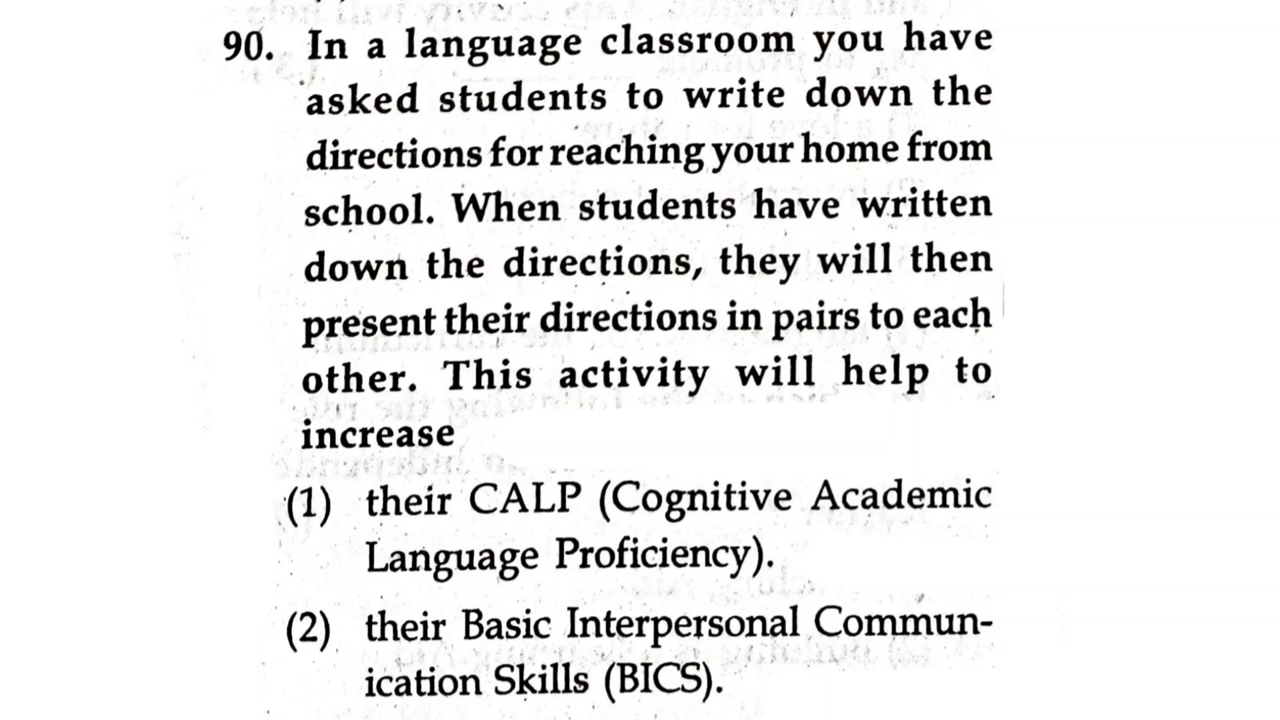 90. In a language classroom you have
asked students to write down the
directions for reaching your home from
school. When students have written
down the directions, they will then
present their directions in pairs to each
other. This activity will help to
increase
(1) their CALP (Cognitive Academic
Language Proficiency).
(2) their Basic Interpersonal Commun-
ication Skills (BICS).